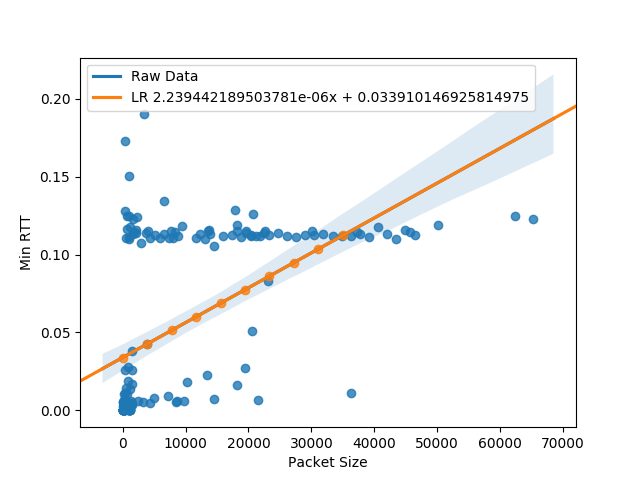 Raw Data
LR 2.239442189503781e-06x + 0.033910146925814975
0.20
0.15
0.10
0.05
0.00
Min RTT
0 10000 20000 30000 40000 50000 60000 70000
Packet Size